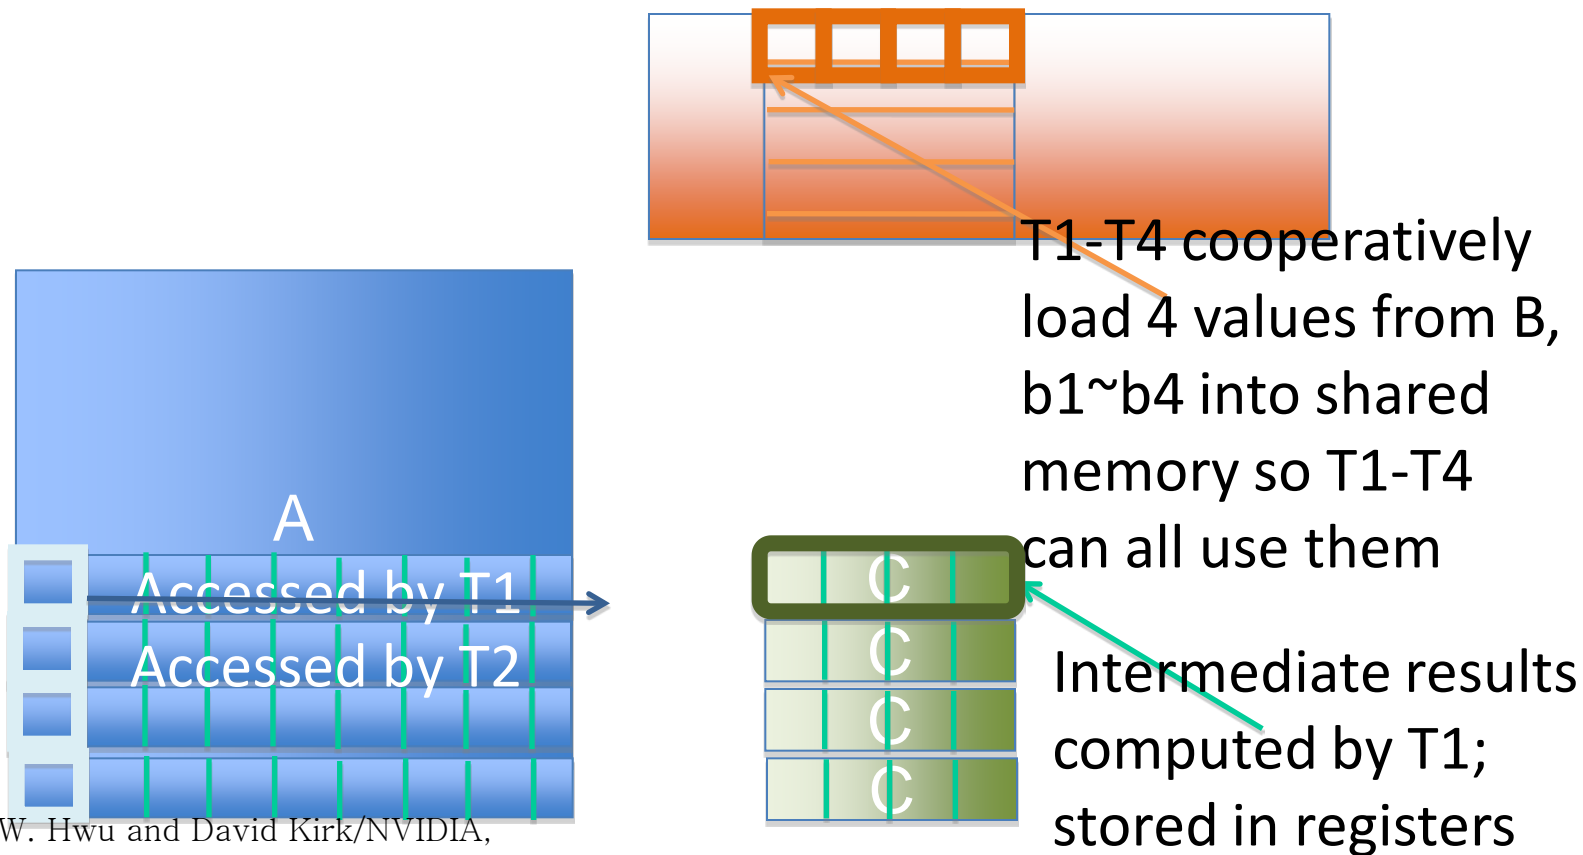 T1-T4 cooperatively
load 4 values from B,
b1~b4 into shared
memory so T1-T4
can all use them
A
Accessed by T1
Accessed by T2
C
C
C
C
Intermediate results
computed by T1;
stored in registers
W. Hwu and David Kirk/NVIDIA,